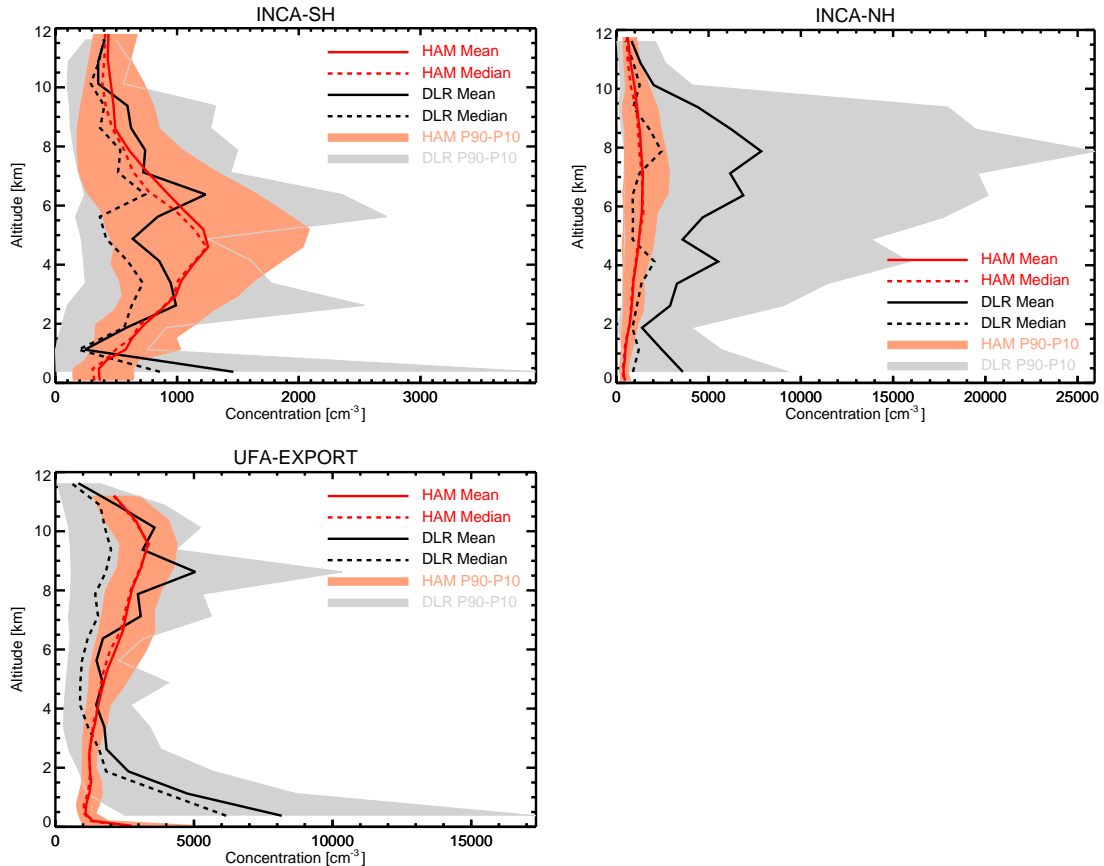 INCA-SH
12
10
8
6
4
2
0
Altitude [km]
HAM Mean
HAM Median
DLR Mean
DLR Median
HAM P90-P10
DLR P90-P10
0 1000 2000 3000
Concentration [cm-3]
INCA-NH
12
10
8
6
4
2
0
Altitude [km]
HAM Mean
HAM Median
DLR Mean
DLR Median
HAM P90-P10
DLR P90-P10
0 5000 10000 15000 20000 25000
Concentration [cm-3]
UFA-EXPORT
12
10
8
6
4
2
0
Altitude [km]
HAM Mean
HAM Median
DLR Mean
DLR Median
HAM P90-P10
DLR P90-P10
0 5000 10000 15000
Concentration [cm-3]